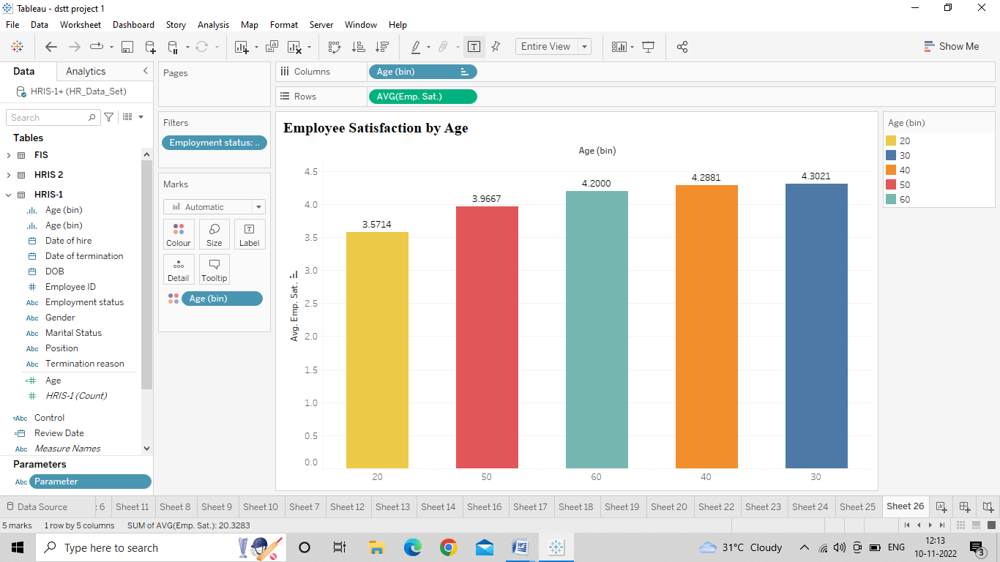 Tableau - dstt project 1
File Data Worksheet Dashboard Story Analysis Map Format Server Window Help
Entire View
Show Me
Data Analytics
HRIS-1+ (HR_Data_Set)
Search
Tables
FIS
HRIS 2
HRIS-1
Age (bin)
Age (bin)
Date of hire
Date of termination
DOB
# Employee ID
Abc Employment status
Abc Gender
Abc Marital Status
Abc Position
Abc Termination reason
=# Age
# HRIS-1 (Count)
=Abc Control
Review Date
Abc Measure Names
Parameters
Abc Parameter
Pages
Filters
Employment status: ..
Marks
Automatic
Colour Size T Label
Detail Tooltip
Age (bin)
Columns Age (bin)
Rows AVG(Emp. Sat.)
Employee Satisfaction by Age
Age (bin)
Avg. Emp. Sat.
4.5
4.0
3.5
3.0
2.5
2.0
1.5
1.0
0.5
0.0
3.5714 3.9667 4.2000 4.2881 4.3021
20 50 60 40 30
Age (bin)
20
30
40
50
60
Data Source : 6 Sheet 11 Sheet 8 Sheet 9 Sheet 10 Sheet 7 Sheet 12 Sheet 13 Sheet 14 Sheet 16 Sheet 17 Sheet 18 Sheet 19 Sheet 20 Sheet 22 Sheet 23 Sheet 24 Sheet 25 Sheet 26
5 marks 1 row by 5 columns SUM of AVG(Emp. Sat.): 20.3283
Type here to search
31°C Cloudy
ENG
12:13
10-11-2022
3